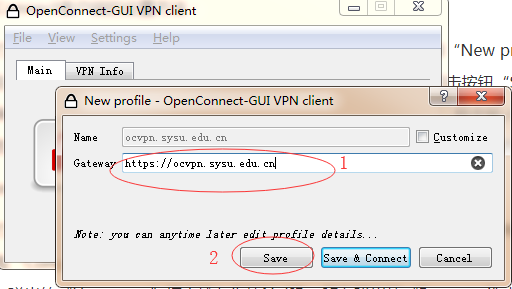 OpenConnect-GUI VPN client
File View Settings Help
Main VPN Info
"New pr
击按钮 "S
New profile - OpenConnect-GUI VPN client
Name ocvpn.sysu.edu.cn Customize
Gateway https://ocvpn.sysu.edu.cn 1
Note: you can anytime later edit profile details...
2 Save Save & Connect Cancel